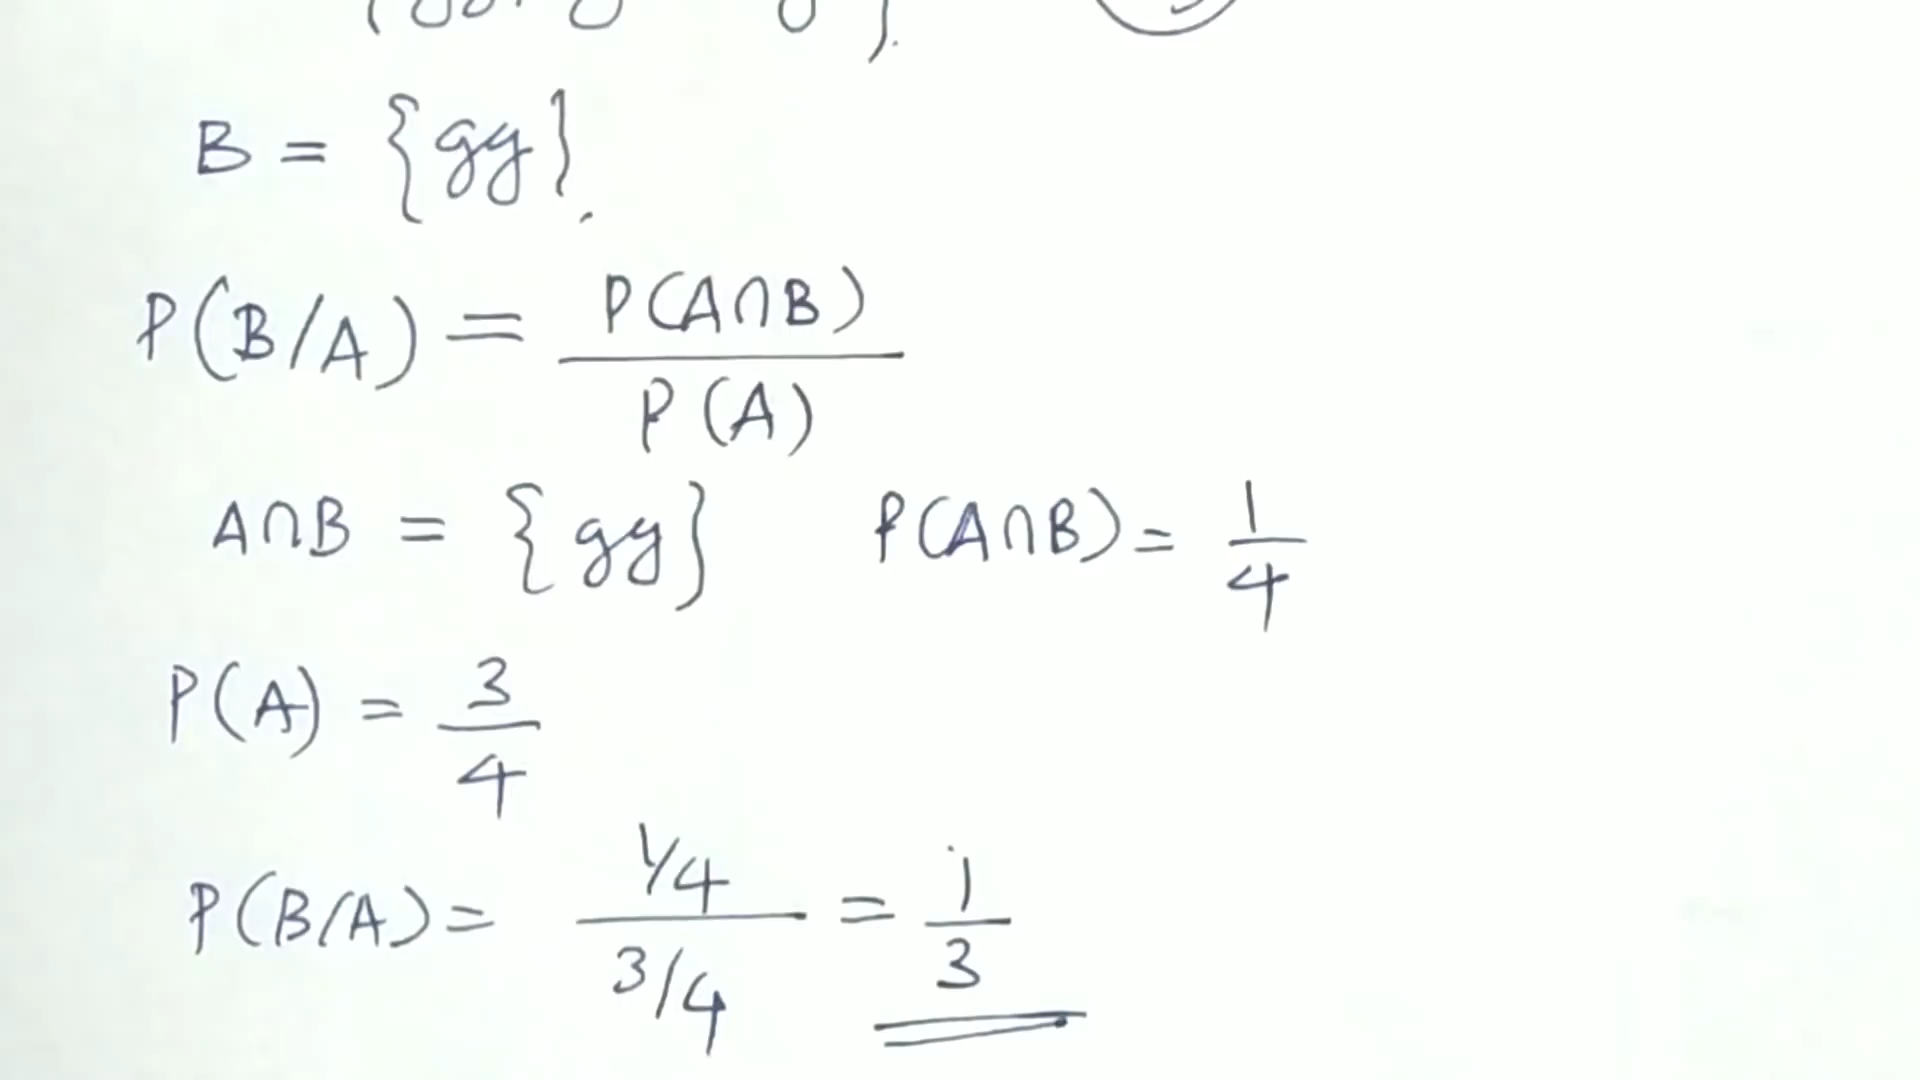 B = {gg}.
P(B/A) = P(A∩B) / P(A)
A∩B = {gg} P(A∩B) = 1/4
P(A) = 3/4
P(B/A) = 1/4 / 3/4 = 1/3